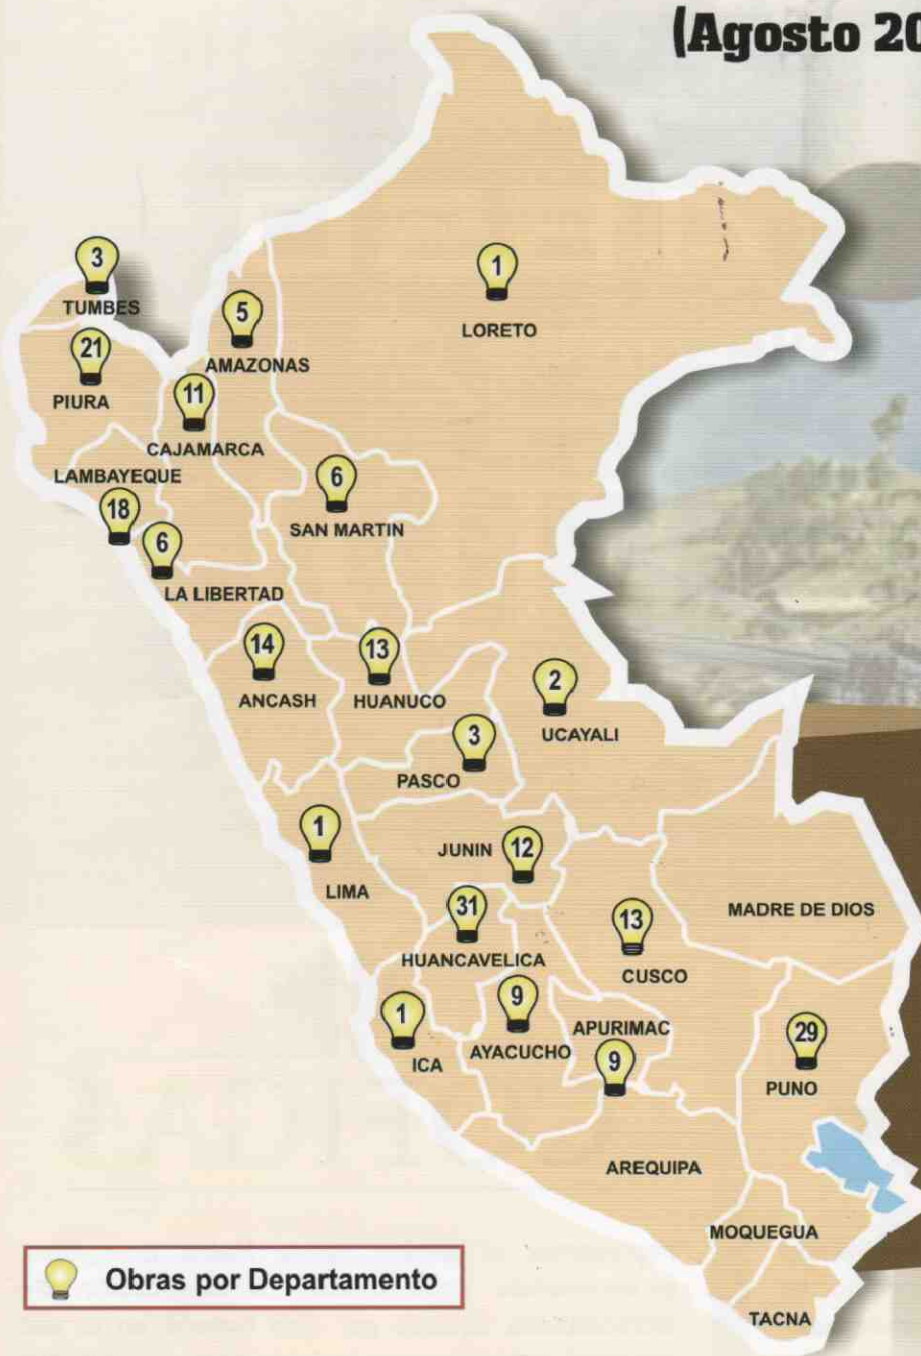 (Agosto 20
3
TUMBES
1
LORETO
5
AMAZONAS
21
PIURA
11
CAJAMARCA
LAMBAYEQUE
18
6
SAN MARTIN
6
LA LIBERTAD
14
ANCASH
13
HUANUCO
2
UCAYALI
3
PASCO
1
LIMA
JUNIN 12
31
HUANCAVELICA
13
CUSCO
MADRE DE DIOS
1
ICA
9
AYACUCHO
APURIMAC
9
29
PUNO
AREQUIPA
MOQUEGUA
TACNA
Obras por Departamento